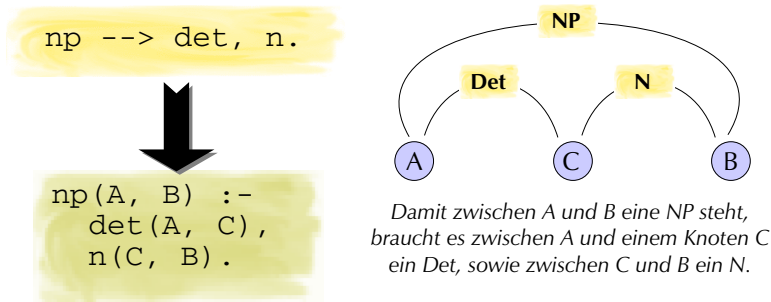 np --> det, n.
np(A, B) :-
det(A, C),
n(C, B).
NP
Det N
A C B
Damit zwischen A und B eine NP steht,
braucht es zwischen A und einem Knoten C
ein Det, sowie zwischen C und B ein N.